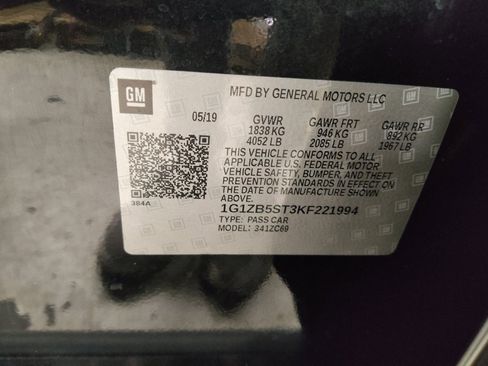 GM
MFD BY GENERAL MOTORS LLC
05/19 GVWR GAWR FRT GAWR RR
1838 KG 946 KG 892 KG
4052 LB 2085 LB 1967 LB
THIS VEHICLE CONFORMS TO ALL
APPLICABLE U.S. FEDERAL MOTOR
VEHICLE SAFETY, BUMPER, AND THEFT
PREVENTION STANDARDS IN EFFECT
ON THE DATE OF MANUFACTURE SHOWN
ABOVE.
384A
1G1ZB5ST3KF221994
TYPE: PASS CAR
MODEL: 341ZC69